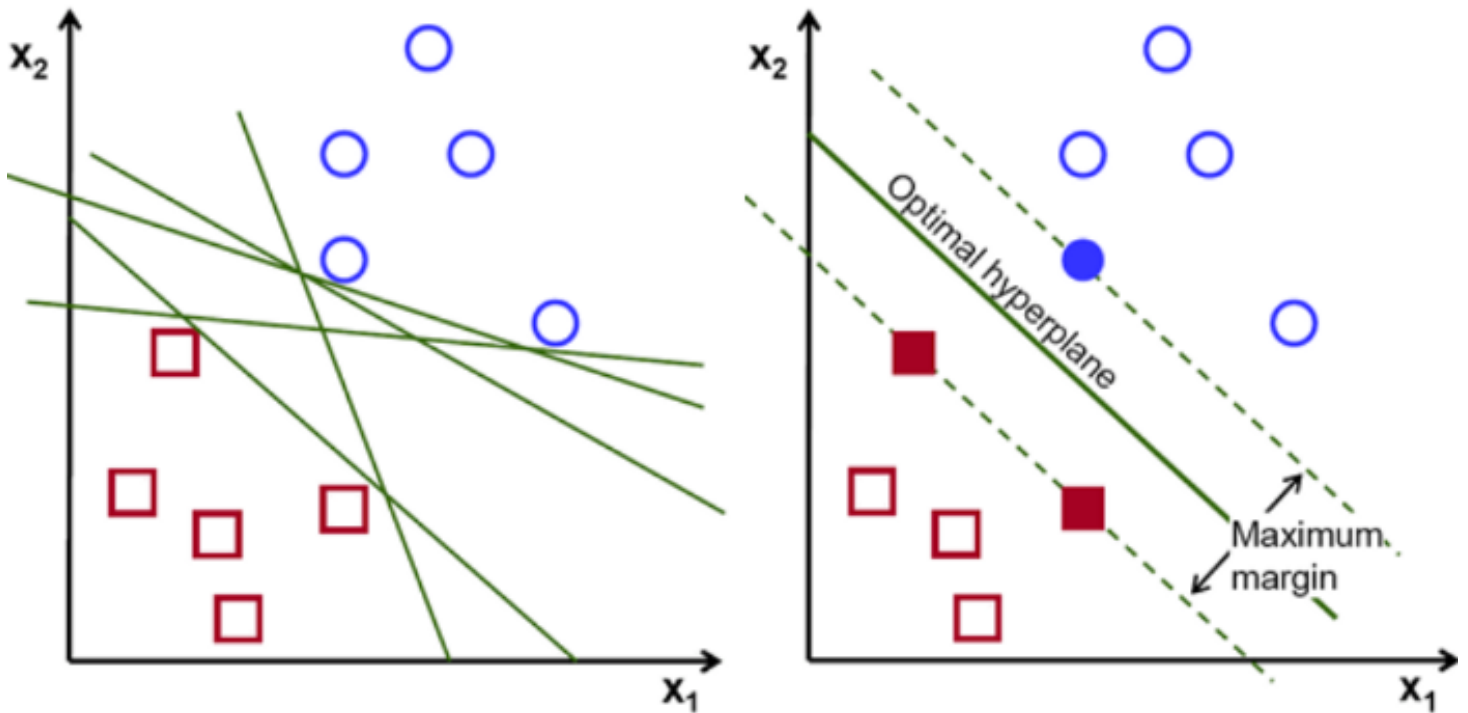 x₂
x₁
x₂
Optimal hyperplane
Maximum
margin
x₁